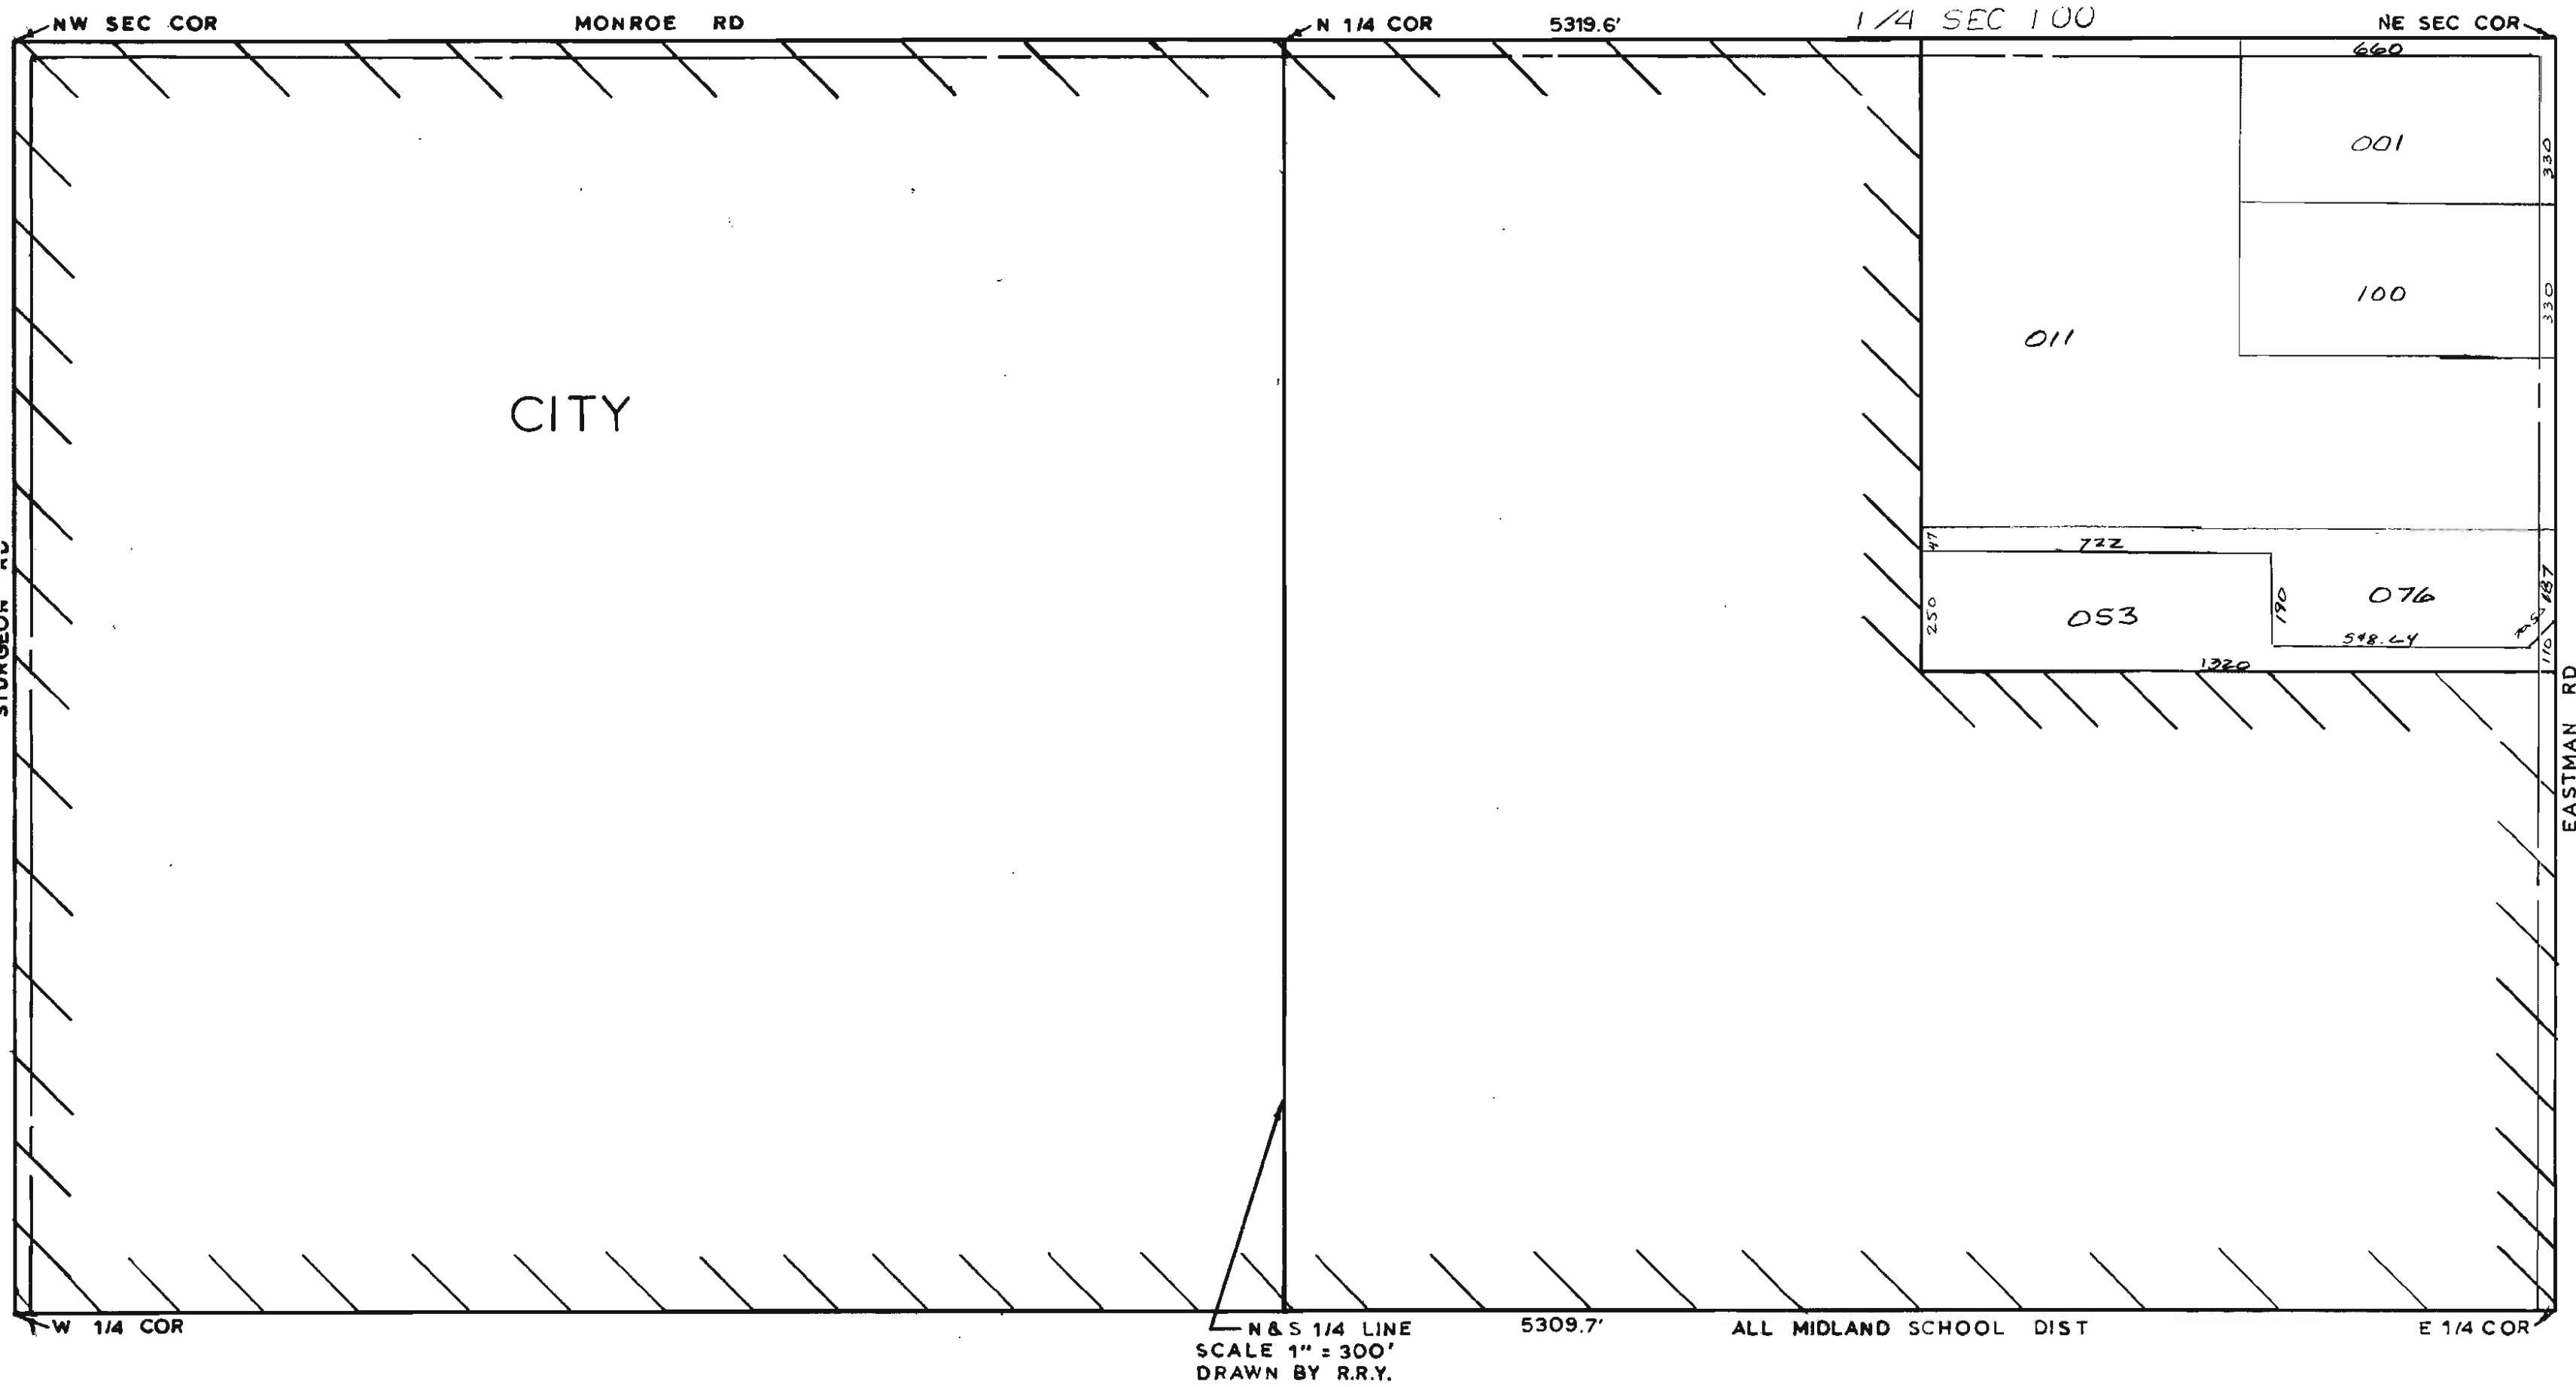 NW SEC COR MONROE RD N 1/4 COR 5319.6' 1/4 SEC 100 NE SEC COR
660
001
330
100
330
011
CITY
47
722
STURGEON RD
187
190
076
250
053
548.64
110
1320
EASTMAN RD
W 1/4 COR N & S 1/4 LINE 5309.7' ALL MIDLAND SCHOOL DIST E 1/4 COR
SCALE 1" = 300'
DRAWN BY R.R.Y.